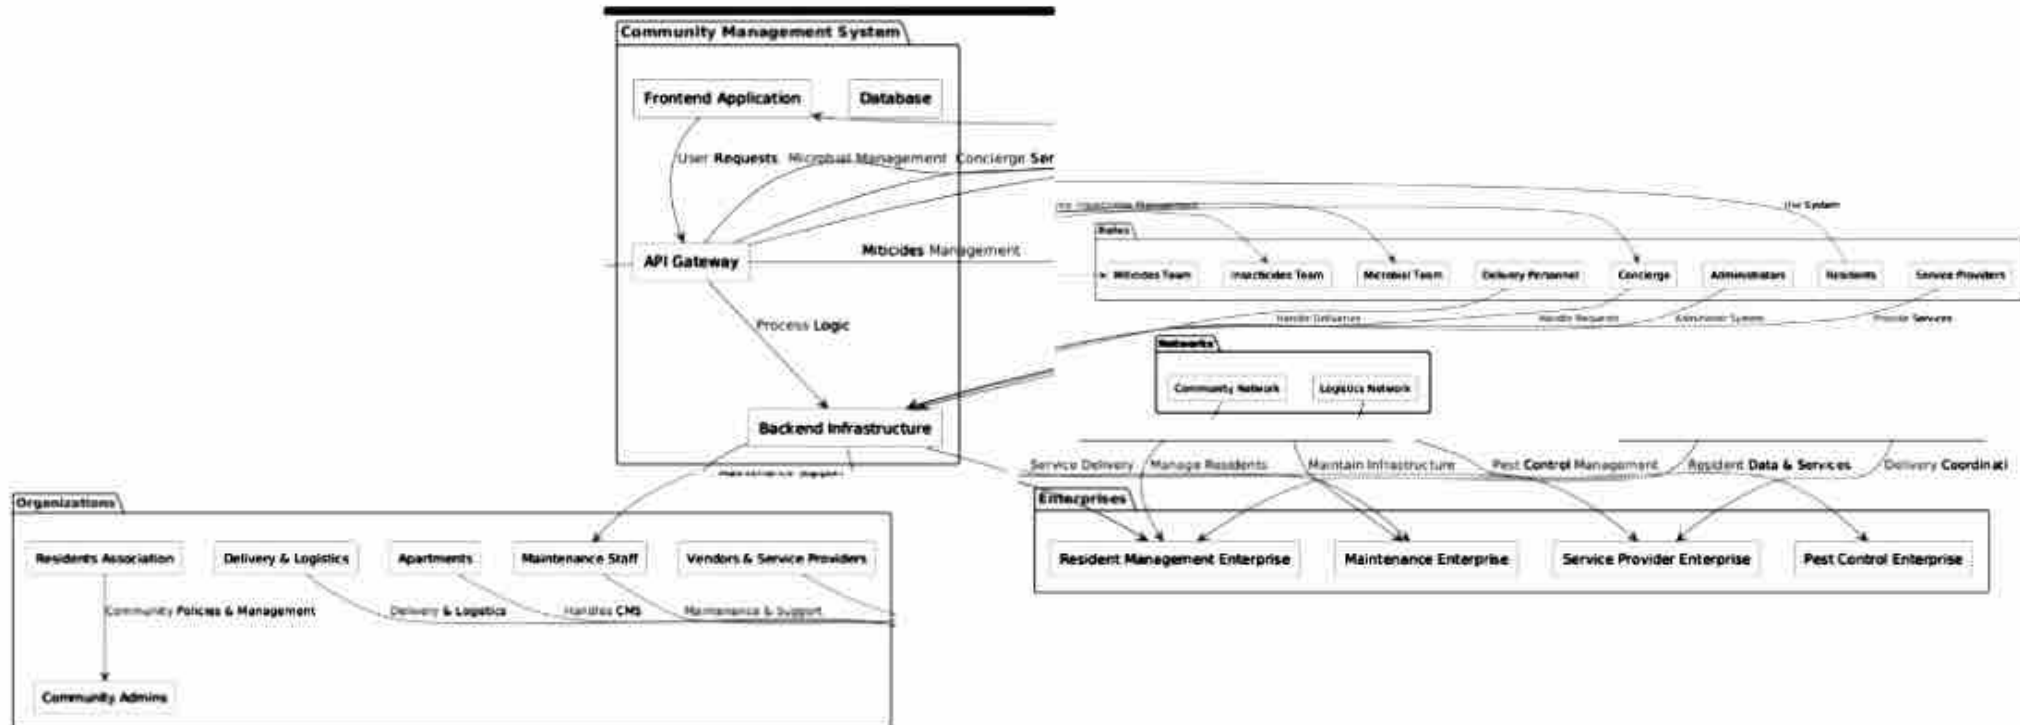 Community Management System
Frontend Application
Database
User Requests
Microbial Management
Concierge Ser
API Gateway
Miticides Management
Process Logic
Backend Infrastructure
Management
System
Roles
Miticides Team
Insecticides Team
Microbial Team
Delivery Personnel
Concierge
Administrators
Residents
Service Providers
Handle Deliveries
Handle Requests
Administer System
Provide Services
Networks
Community Network
Logistics Network
Service Delivery
Manage Residents
Maintain Infrastructure
Pest Control Management
Resident Data & Services
Delivery Coordinati
Enterprises
Resident Management Enterprise
Maintenance Enterprise
Service Provider Enterprise
Pest Control Enterprise
Organizations
Residents Association
Delivery & Logistics
Apartments
Maintenance Staff
Vendors & Service Providers
Community Policies & Management
Delivery & Logistics
Handles CMS
Maintenance & Support
Community Admins